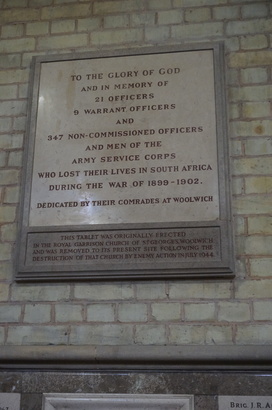 TO THE GLORY OF GOD
AND IN MEMORY OF
21 OFFICERS
9 WARRANT OFFICERS
AND
347 NON-COMMISSIONED OFFICERS
AND MEN OF THE
ARMY SERVICE CORPS
WHO LOST THEIR LIVES IN SOUTH AFRICA
DURING THE WAR OF 1899-1902.
DEDICATED BY THEIR COMRADES AT WOOLWICH
THIS TABLET WAS ORIGINALLY ERECTED
IN THE ROYAL GARRISON CHURCH OF ST GEORGE'S, WOOLWICH
AND WAS REMOVED TO ITS PRESENT SITE FOLLOWING THE
DESTRUCTION OF THAT CHURCH BY ENEMY ACTION IN JULY 1944.
BRIG. J. R. A